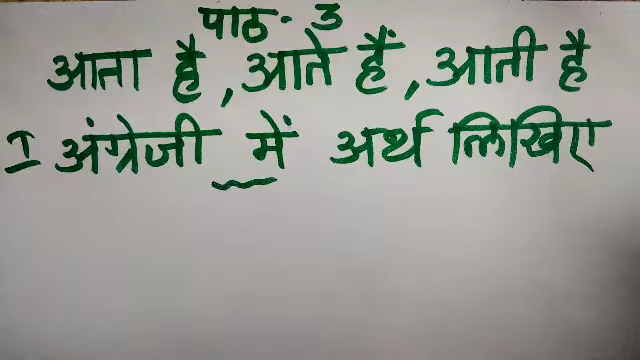 पाठ- 3
आता है, आते हैं, आती है
I अंग्रेजी में अर्थ लिखिए